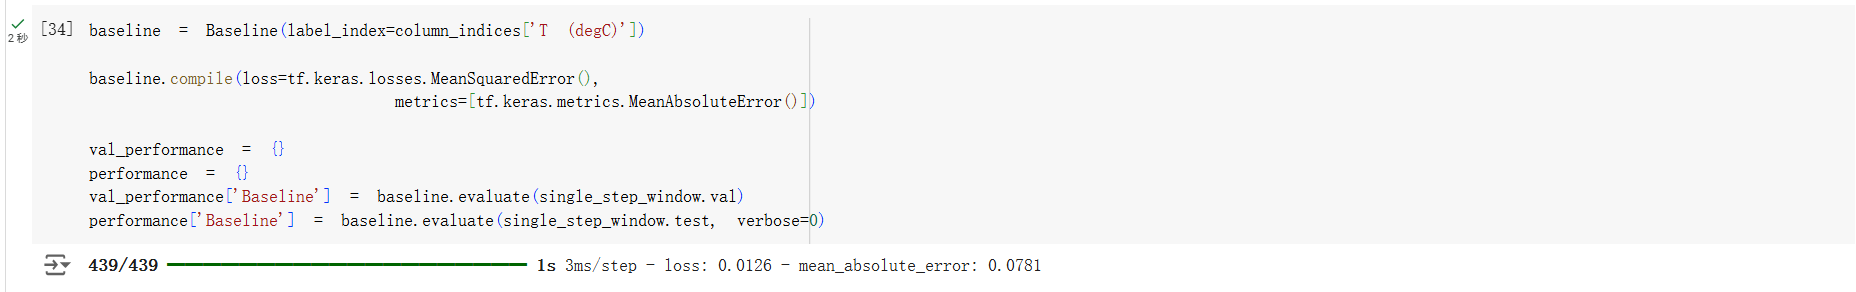 [34] baseline = Baseline(label_index=column_indices['T (degC)'])
2 秒
baseline.compile(loss=tf.keras.losses.MeanSquaredError(),
metrics=[tf.keras.metrics.MeanAbsoluteError()])
val_performance = {}
performance = {}
val_performance['Baseline'] = baseline.evaluate(single_step_window.val)
performance['Baseline'] = baseline.evaluate(single_step_window.test, verbose=0)
439/439 ━━━━━━━━━━━━━━━━━━━━ 1s 3ms/step - loss: 0.0126 - mean_absolute_error: 0.0781